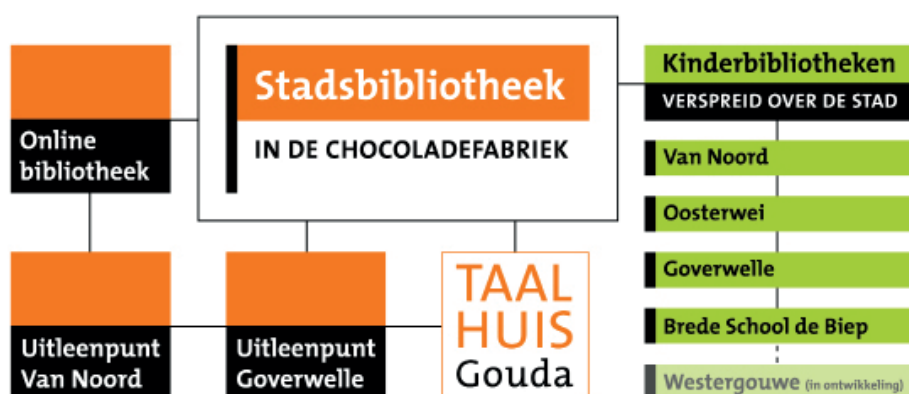 Stadsbibliotheek
IN DE CHOCOLADEFABRIEK
Online
bibliotheek
Uitleenpunt
Van Noord
Uitleenpunt
Goverwelle
TAAL
HUIS
Gouda
Kinderbibliotheken
VERSPREID OVER DE STAD
Van Noord
Oosterwei
Goverwelle
Brede School de Biep
Westergouwe (in ontwikkeling)